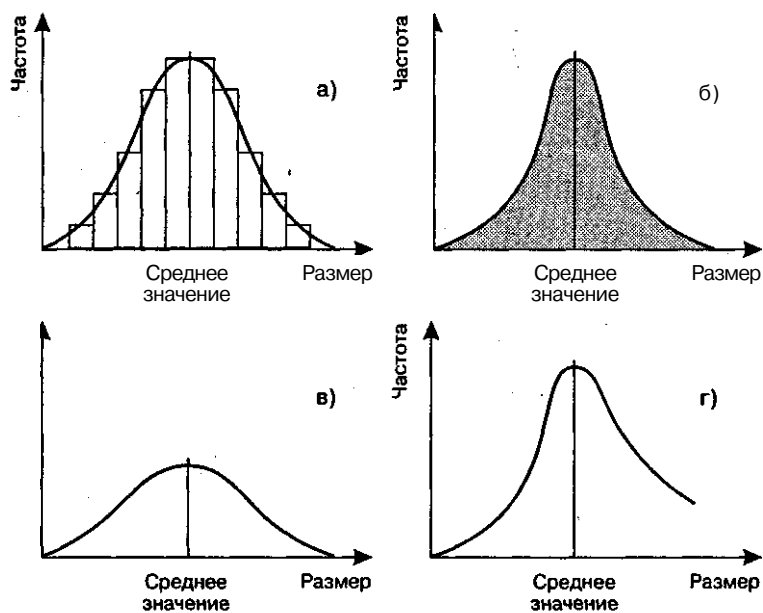 Частота
а)
Среднее
значение
Размер
Частота
б)
Среднее
значение
Размер
в)
Среднее
значение
Размер
Частота
г)
Среднее
значение
Размер